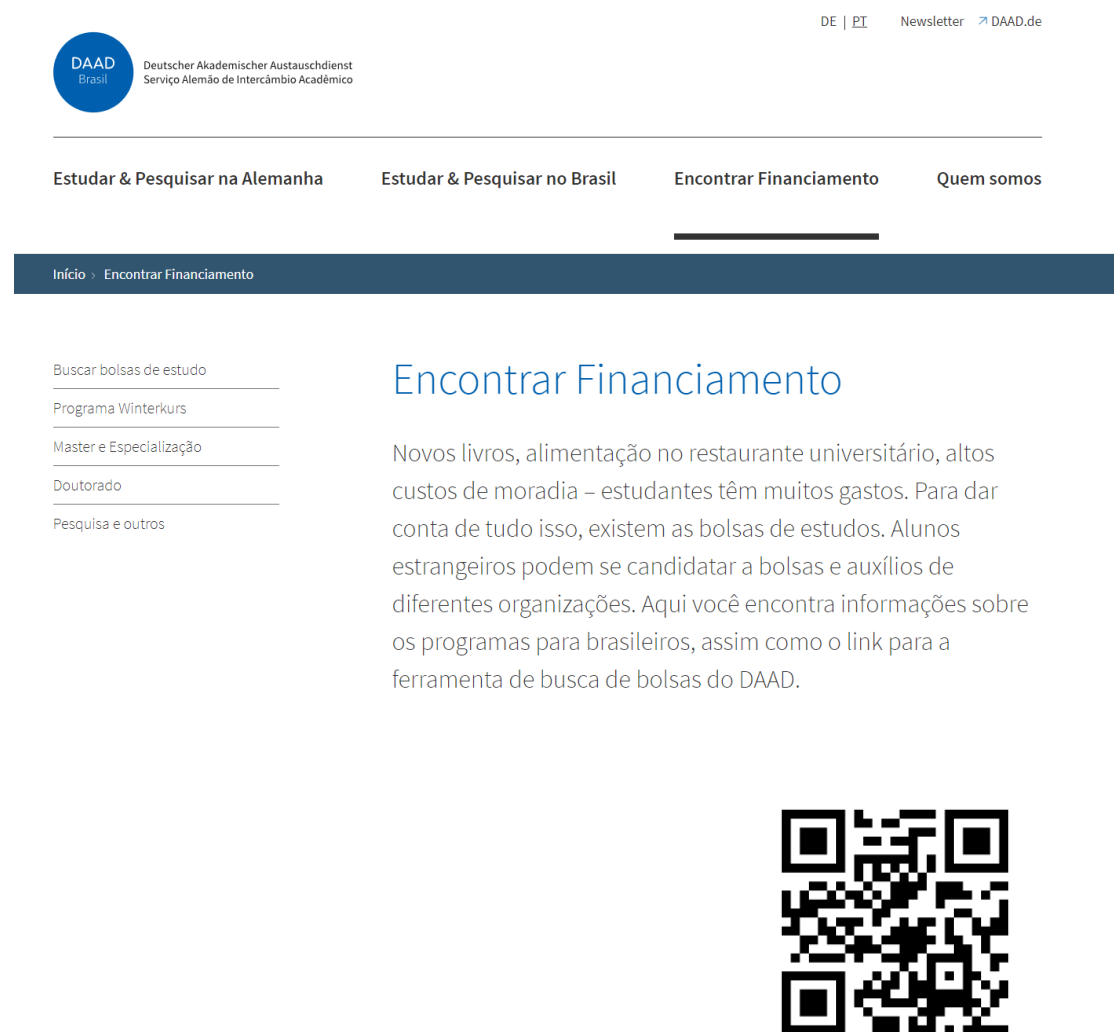 DE | PT Newsletter DAAD.de
DAAD
Brasil
Deutscher Akademischer Austauschdienst
Serviço Alemão de Intercâmbio Acadêmico
Estudar & Pesquisar na Alemanha Estudar & Pesquisar no Brasil Encontrar Financiamento Quem somos
Início › Encontrar Financiamento
Buscar bolsas de estudo
Programa Winterkurs
Master e Especialização
Doutorado
Pesquisa e outros
Encontrar Financiamento
Novos livros, alimentação no restaurante universitário, altos
custos de moradia – estudantes têm muitos gastos. Para dar
conta de tudo isso, existem as bolsas de estudos. Alunos
estrangeiros podem se candidatar a bolsas e auxílios de
diferentes organizações. Aqui você encontra informações sobre
os programas para brasileiros, assim como o link para a
ferramenta de busca de bolsas do DAAD.